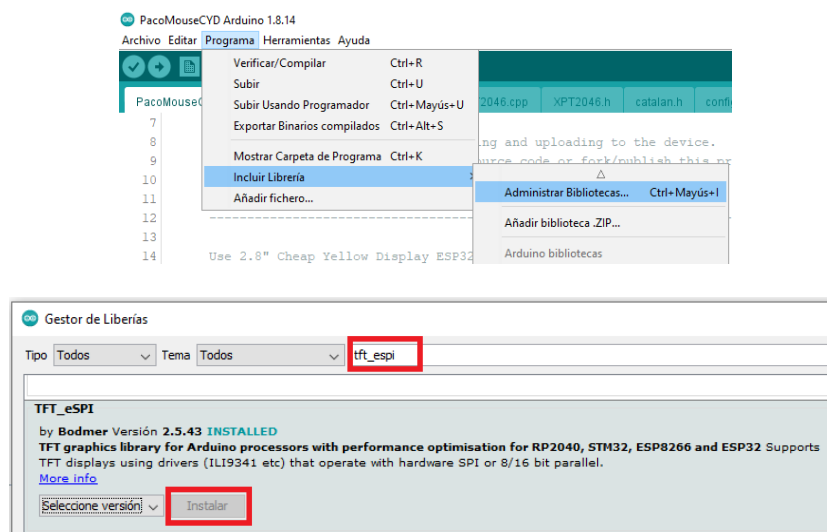 PacoMouseCYD Arduino 1.8.14
Archivo Editar Programa Herramientas Ayuda
Verificar/Compilar Ctrl+R
Subir Ctrl+U
PacoMouseC Subir Usando Programador Ctrl+Mayús+U 2046.cpp XPT2046.h catalan.h confi
7 Exportar Binarios compilados Ctrl+Alt+S
8 ng and uploading to the device.
9 Mostrar Carpeta de Programa Ctrl+K ource code or fork/publish this pr
10 Incluir Librería
11 Añadir fichero... Administrar Bibliotecas... Ctrl+Mayús+I
12 Añadir biblioteca .ZIP...
13
14 Use 2.8" Cheap Yellow Display ESP32 Arduino bibliotecas
Gestor de Liberías
Tipo Todos Tema Todos tft_espi
TFT_eSPI
by Bodmer Versión 2.5.43 INSTALLED
TFT graphics library for Arduino processors with performance optimisation for RP2040, STM32, ESP8266 and ESP32 Supports
TFT displays using drivers (ILI9341 etc) that operate with hardware SPI or 8/16 bit parallel.
More info
Seleccione versión Instalar